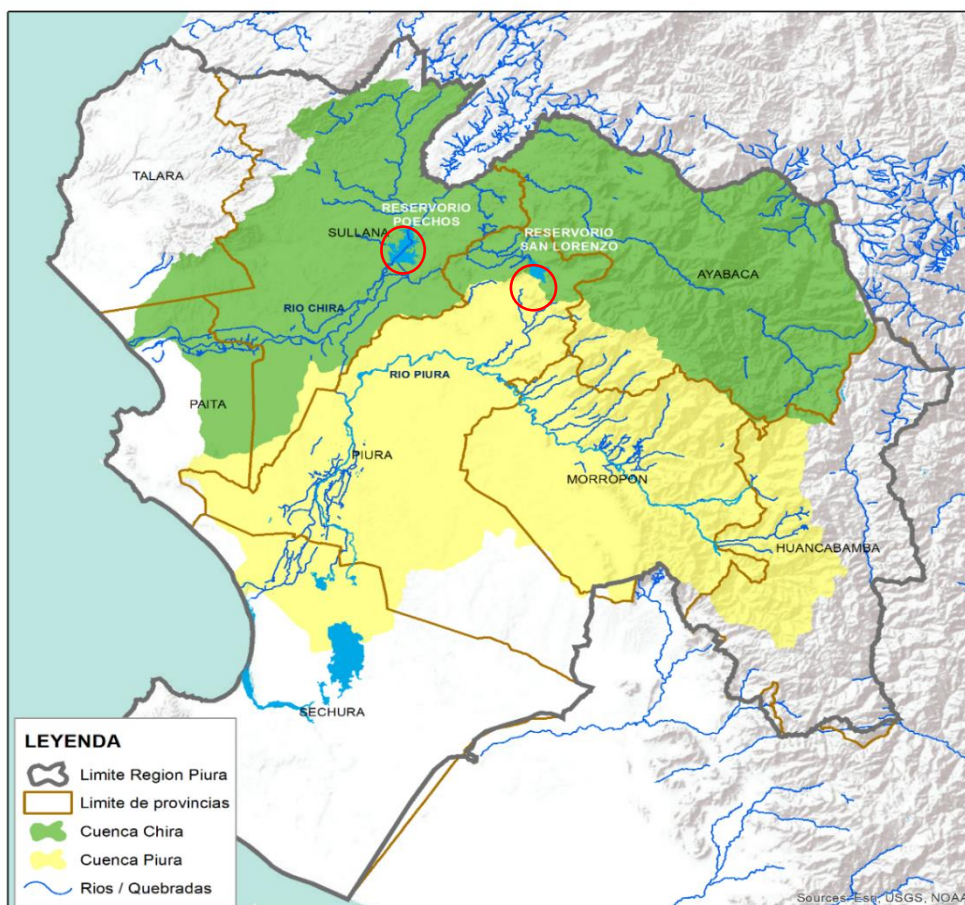 TALARA
RESERVORIO
POECHOS
SULLANA
RESERVORIO
SAN LORENZO
AYABACA
RIO CHIRA
RIO PIURA
PAITA
PIURA
MORROPON
HUANCABAMBA
SECHURA
LEYENDA
Limite Region Piura
Limite de provincias
Cuenca Chira
Cuenca Piura
Rios / Quebradas
Sources: Esri, USGS, NOAA